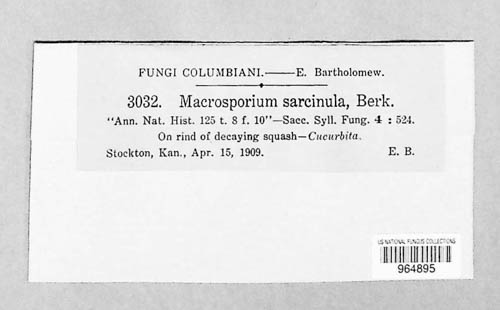 FUNGI COLUMBIANI.——E. Bartholomew.
3032. Macrosporium sarcinula, Berk.
"Ann. Nat. Hist. 125 t. 8 f. 10"—Sacc. Syll. Fung. 4 : 524.
On rind of decaying squash—Cucurbita.
Stockton, Kan., Apr. 15, 1909. E. B.
US NATIONAL FUNGUS COLLECTIONS
964895